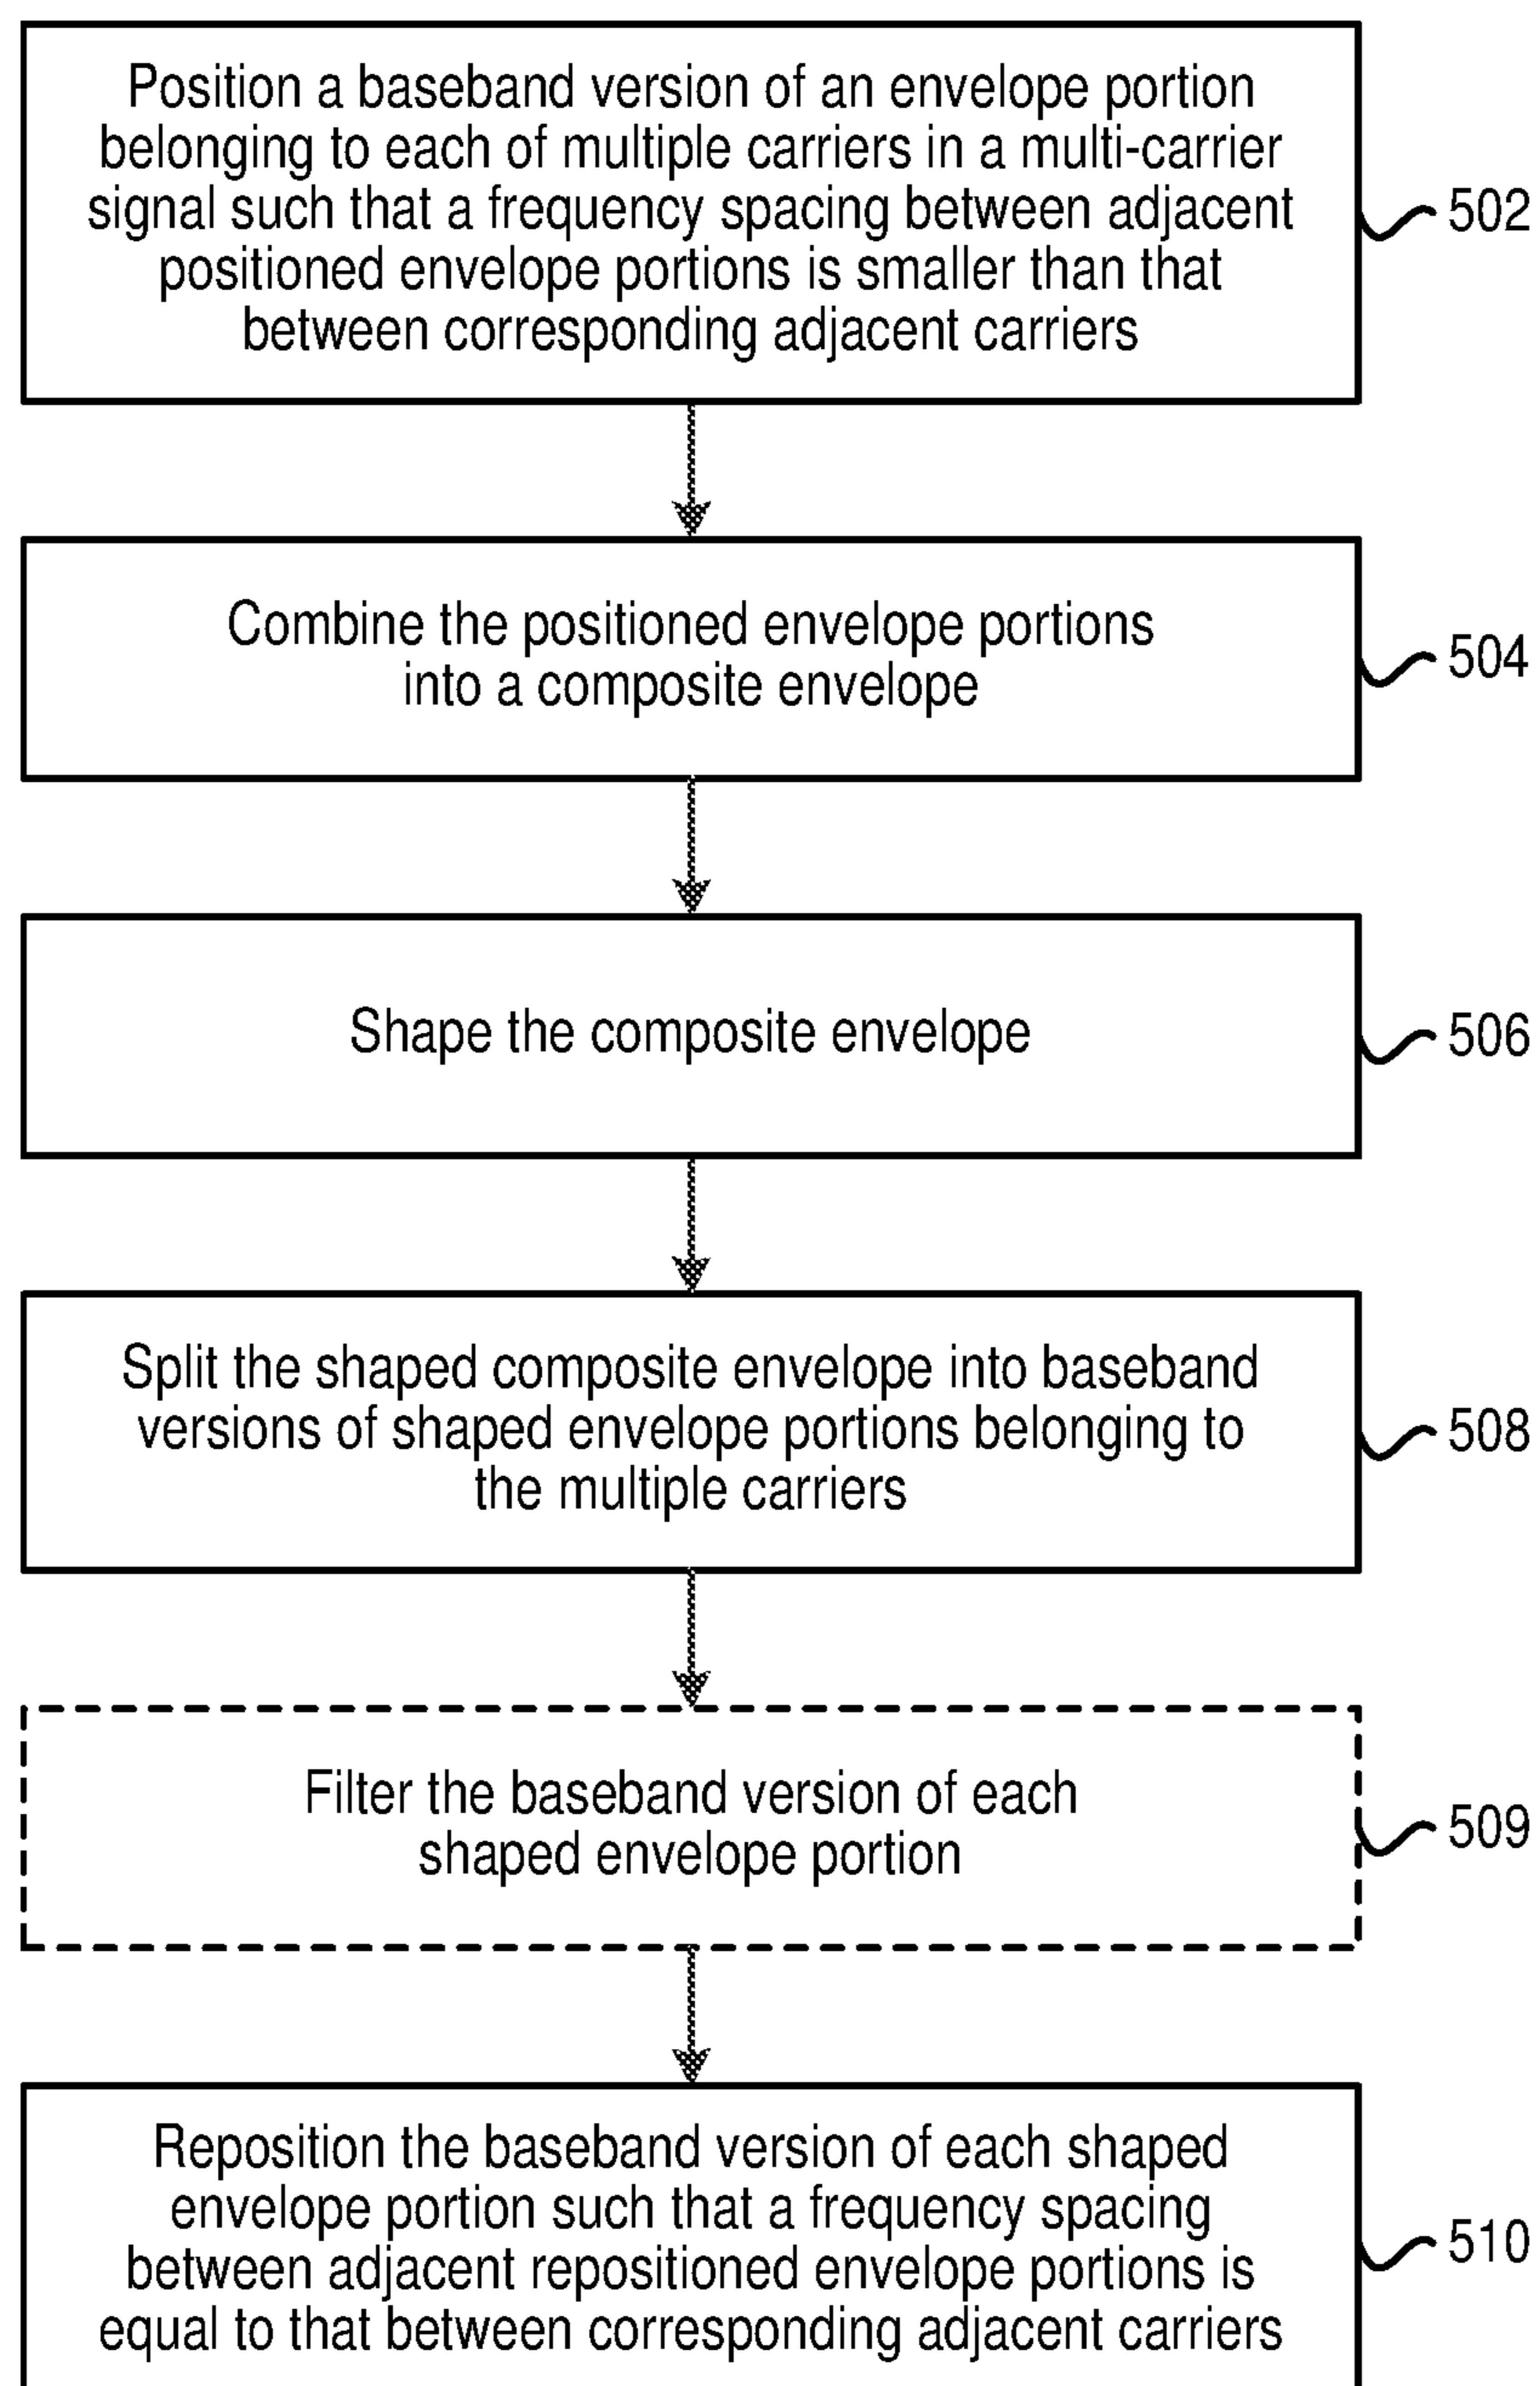 Position a baseband version of an envelope portion
belonging to each of multiple carriers in a multi-carrier
signal such that a frequency spacing between adjacent
positioned envelope portions is smaller than that
between corresponding adjacent carriers
502
Combine the positioned envelope portions
into a composite envelope
504
Shape the composite envelope
506
Split the shaped composite envelope into baseband
versions of shaped envelope portions belonging to
the multiple carriers
508
Filter the baseband version of each
shaped envelope portion
509
Reposition the baseband version of each shaped
envelope portion such that a frequency spacing
between adjacent repositioned envelope portions is
equal to that between corresponding adjacent carriers
510